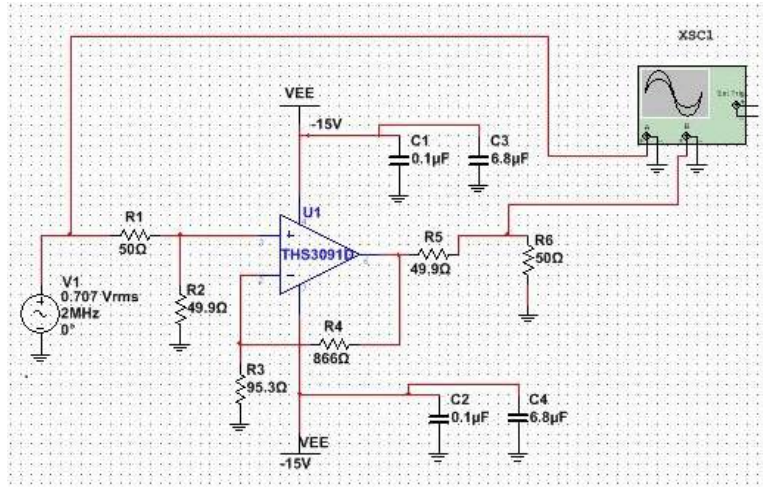 XSC1
Ext Trig
A
B
VEE
-15V
C1
0.1µF
C3
6.8µF
U1
R1
50Ω
THS3091D
R5
49.9Ω
R6
50Ω
V1
0.707 Vrms
2MHz
0°
R2
49.9Ω
R4
866Ω
R3
95.3Ω
C2
0.1µF
C4
6.8µF
VEE
-15V